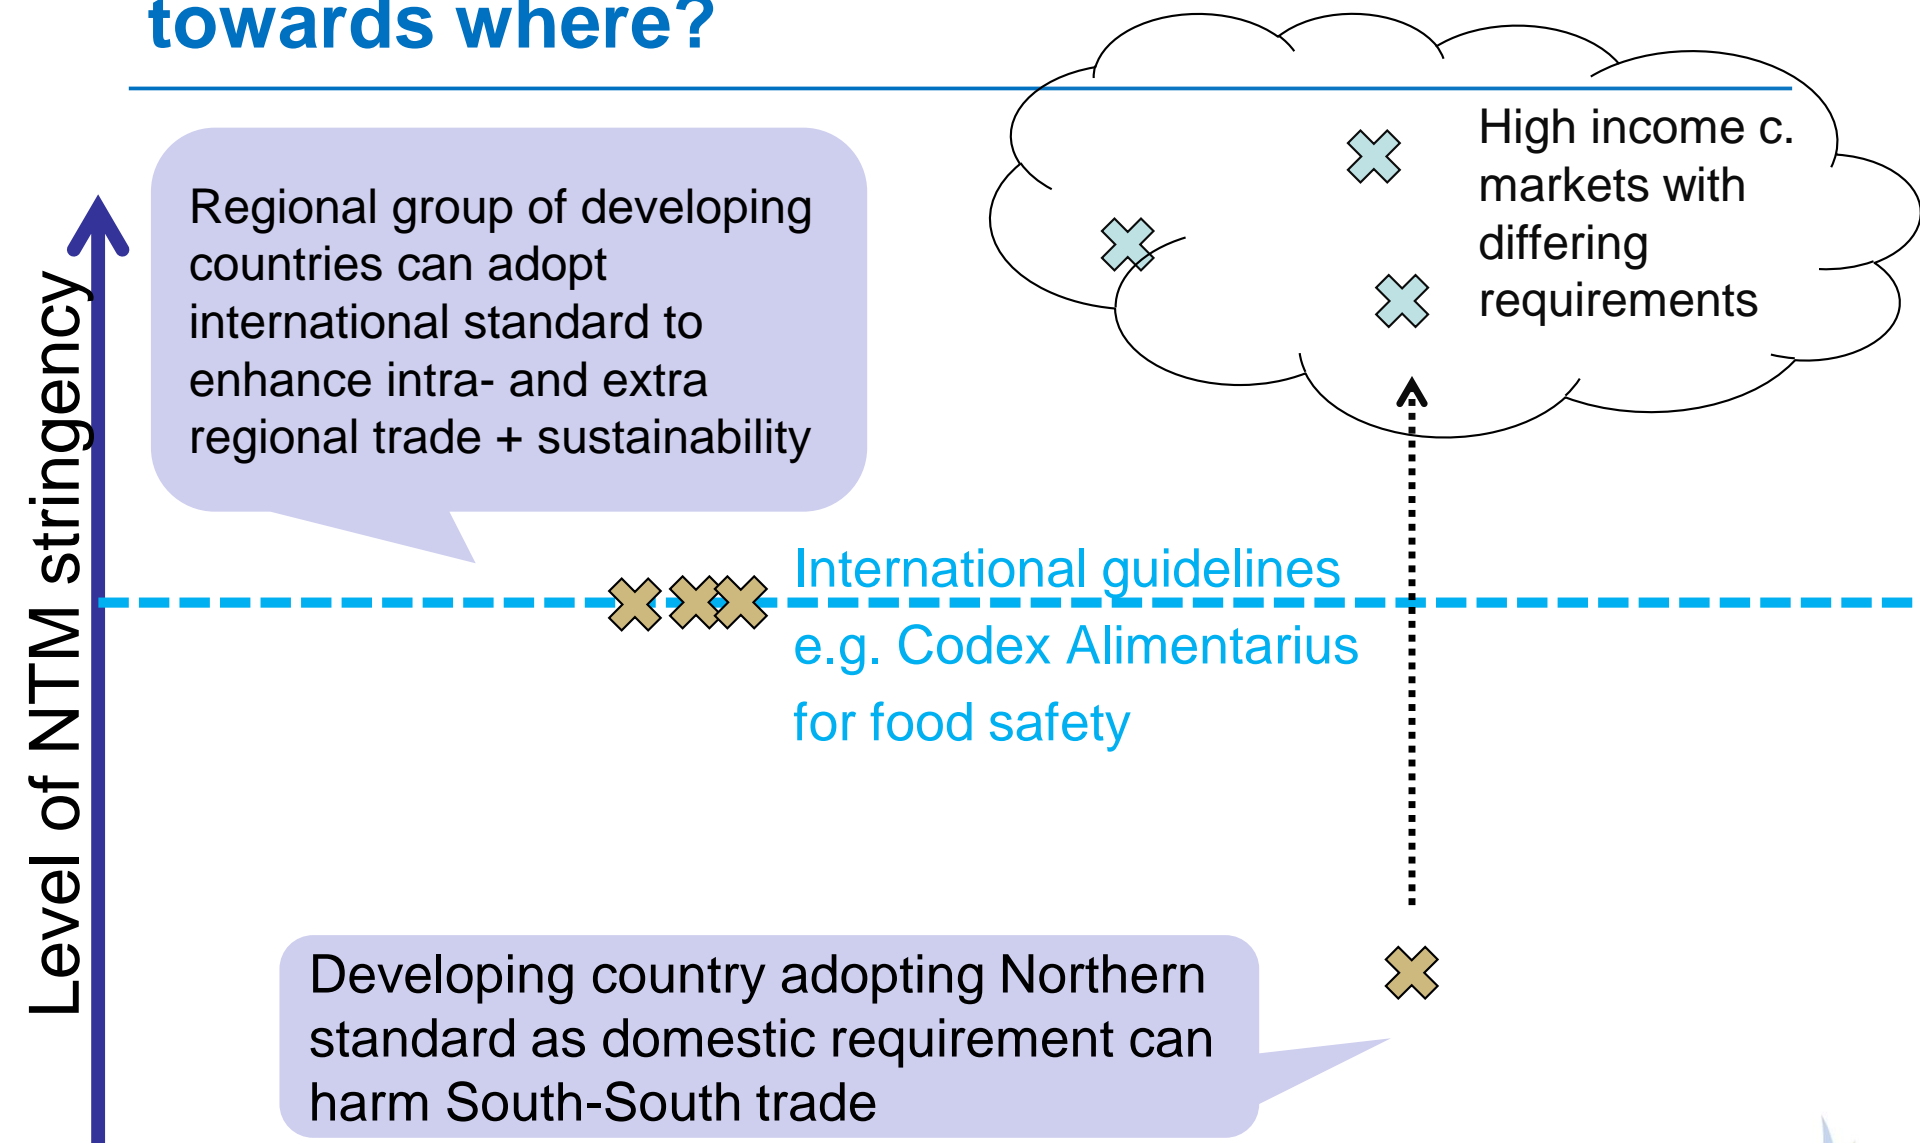 towards where?
High income c.
markets with
differing
requirements
Regional group of developing
countries can adopt
international standard to
enhance intra- and extra
regional trade + sustainability
Level of NTM stringency
International guidelines
e.g. Codex Alimentarius
for food safety
Developing country adopting Northern
standard as domestic requirement can
harm South-South trade